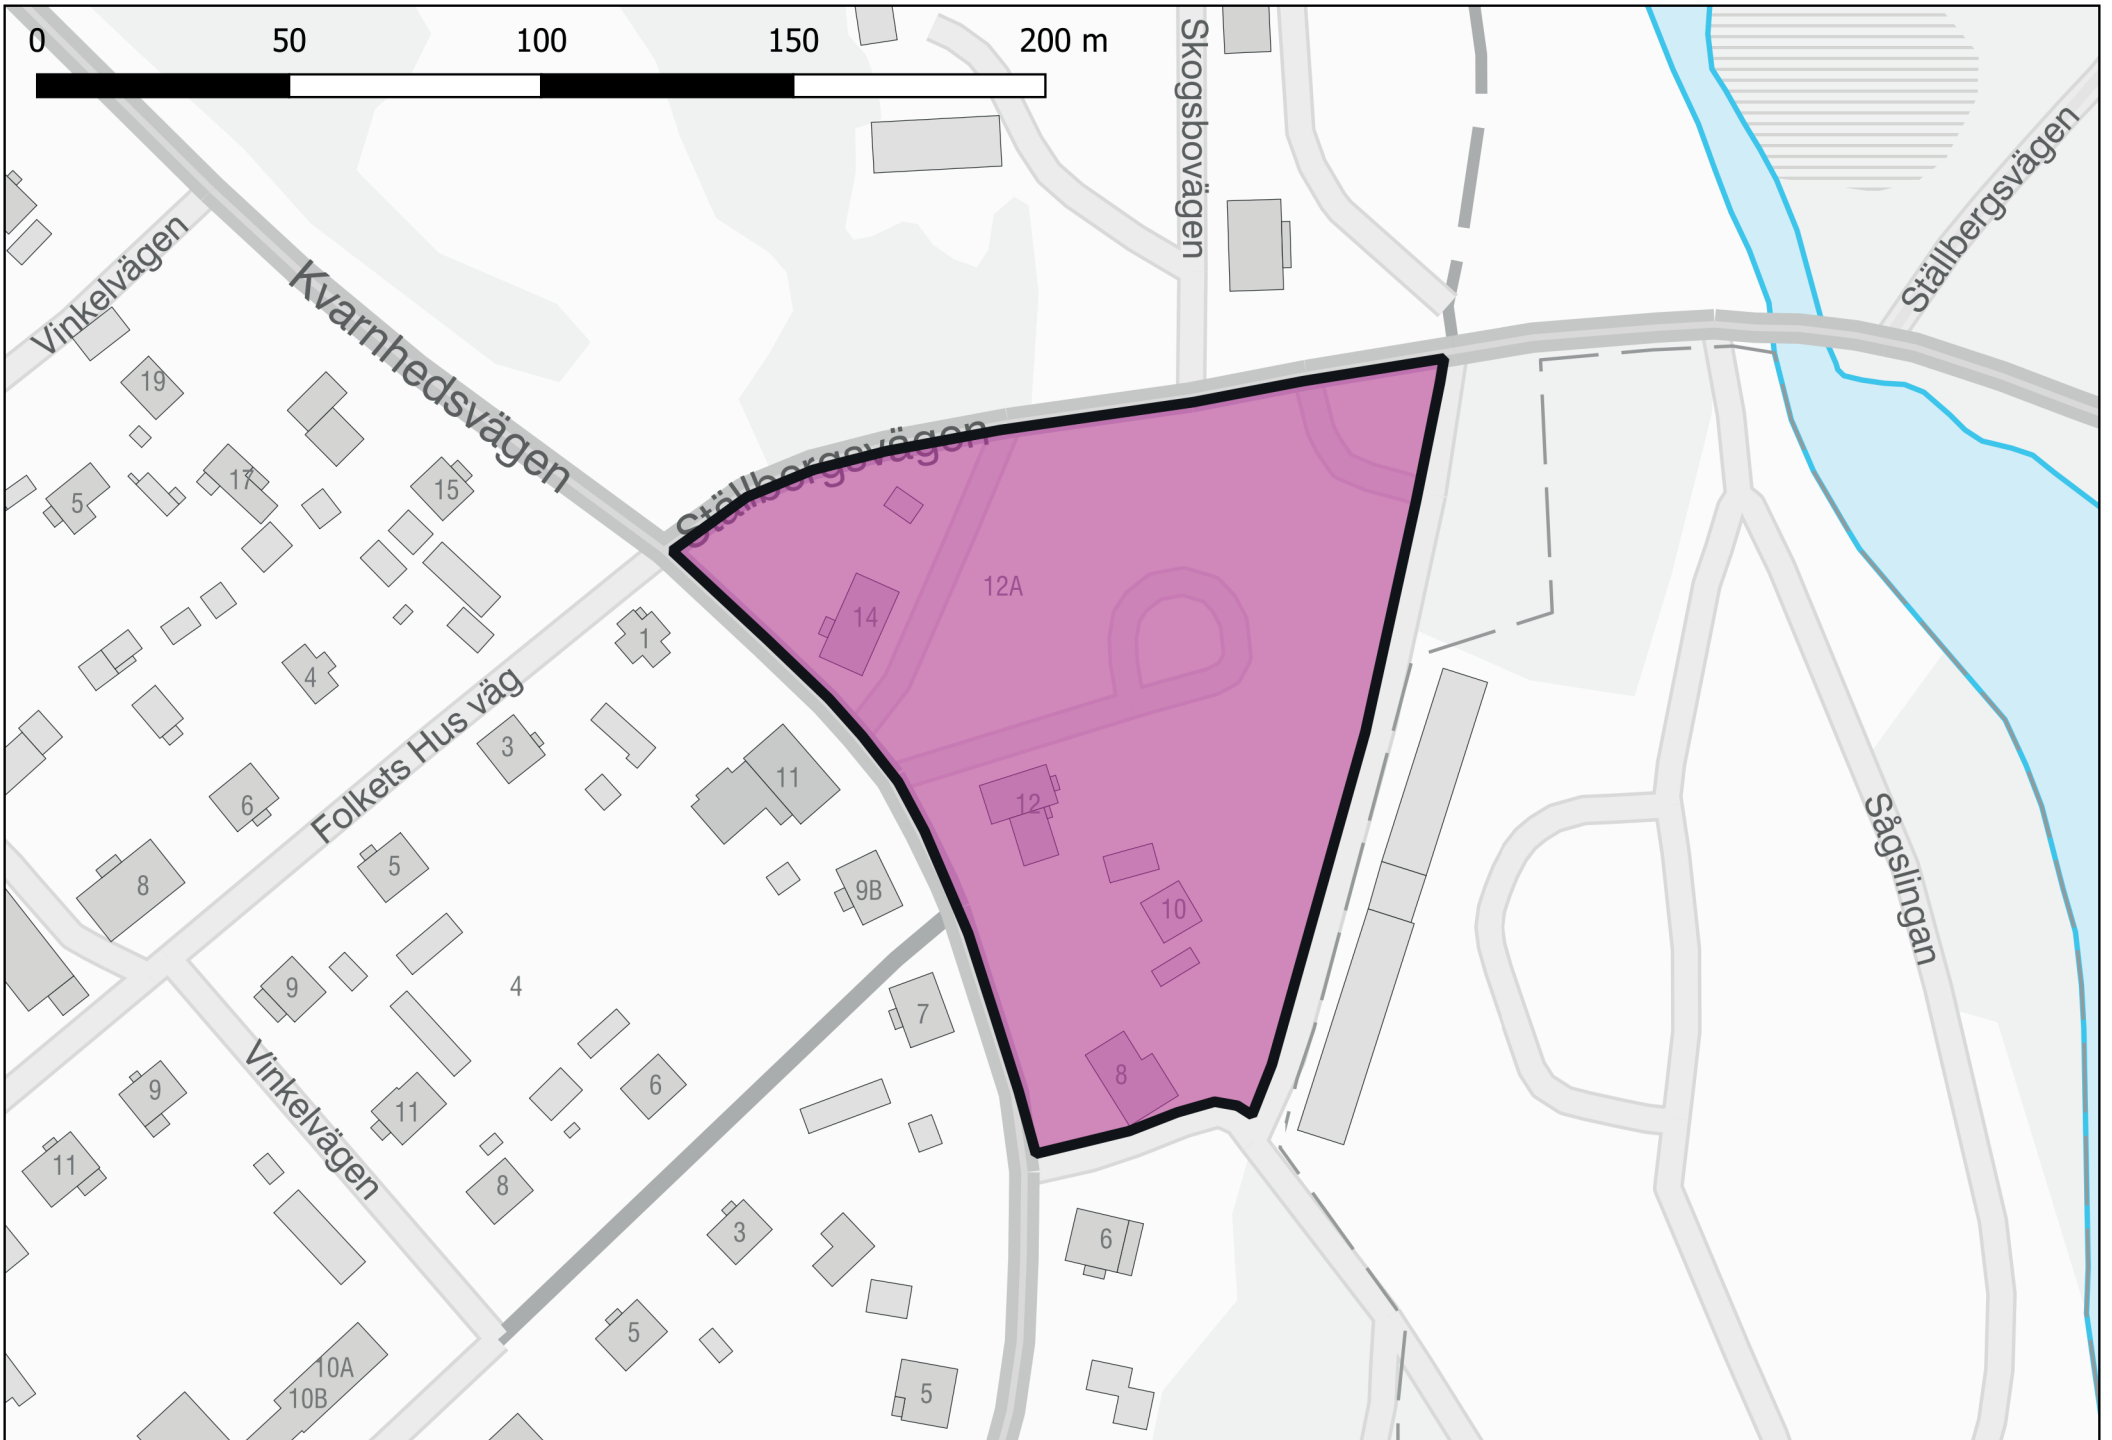 0 50 100 150 200 m
Skogsbovägen
Ställbergsvägen
Vinkelvägen
Kvarnhedsvägen
19
Ställbergsvägen
17
15
5
14
12A
1
4
Folkets Hus väg
3
11
6
12
5
8
9B
10
Sågslingan
9
4
7
Vinkelvägen
9
11
6
8
11
8
3
6
5
10A
10B
5